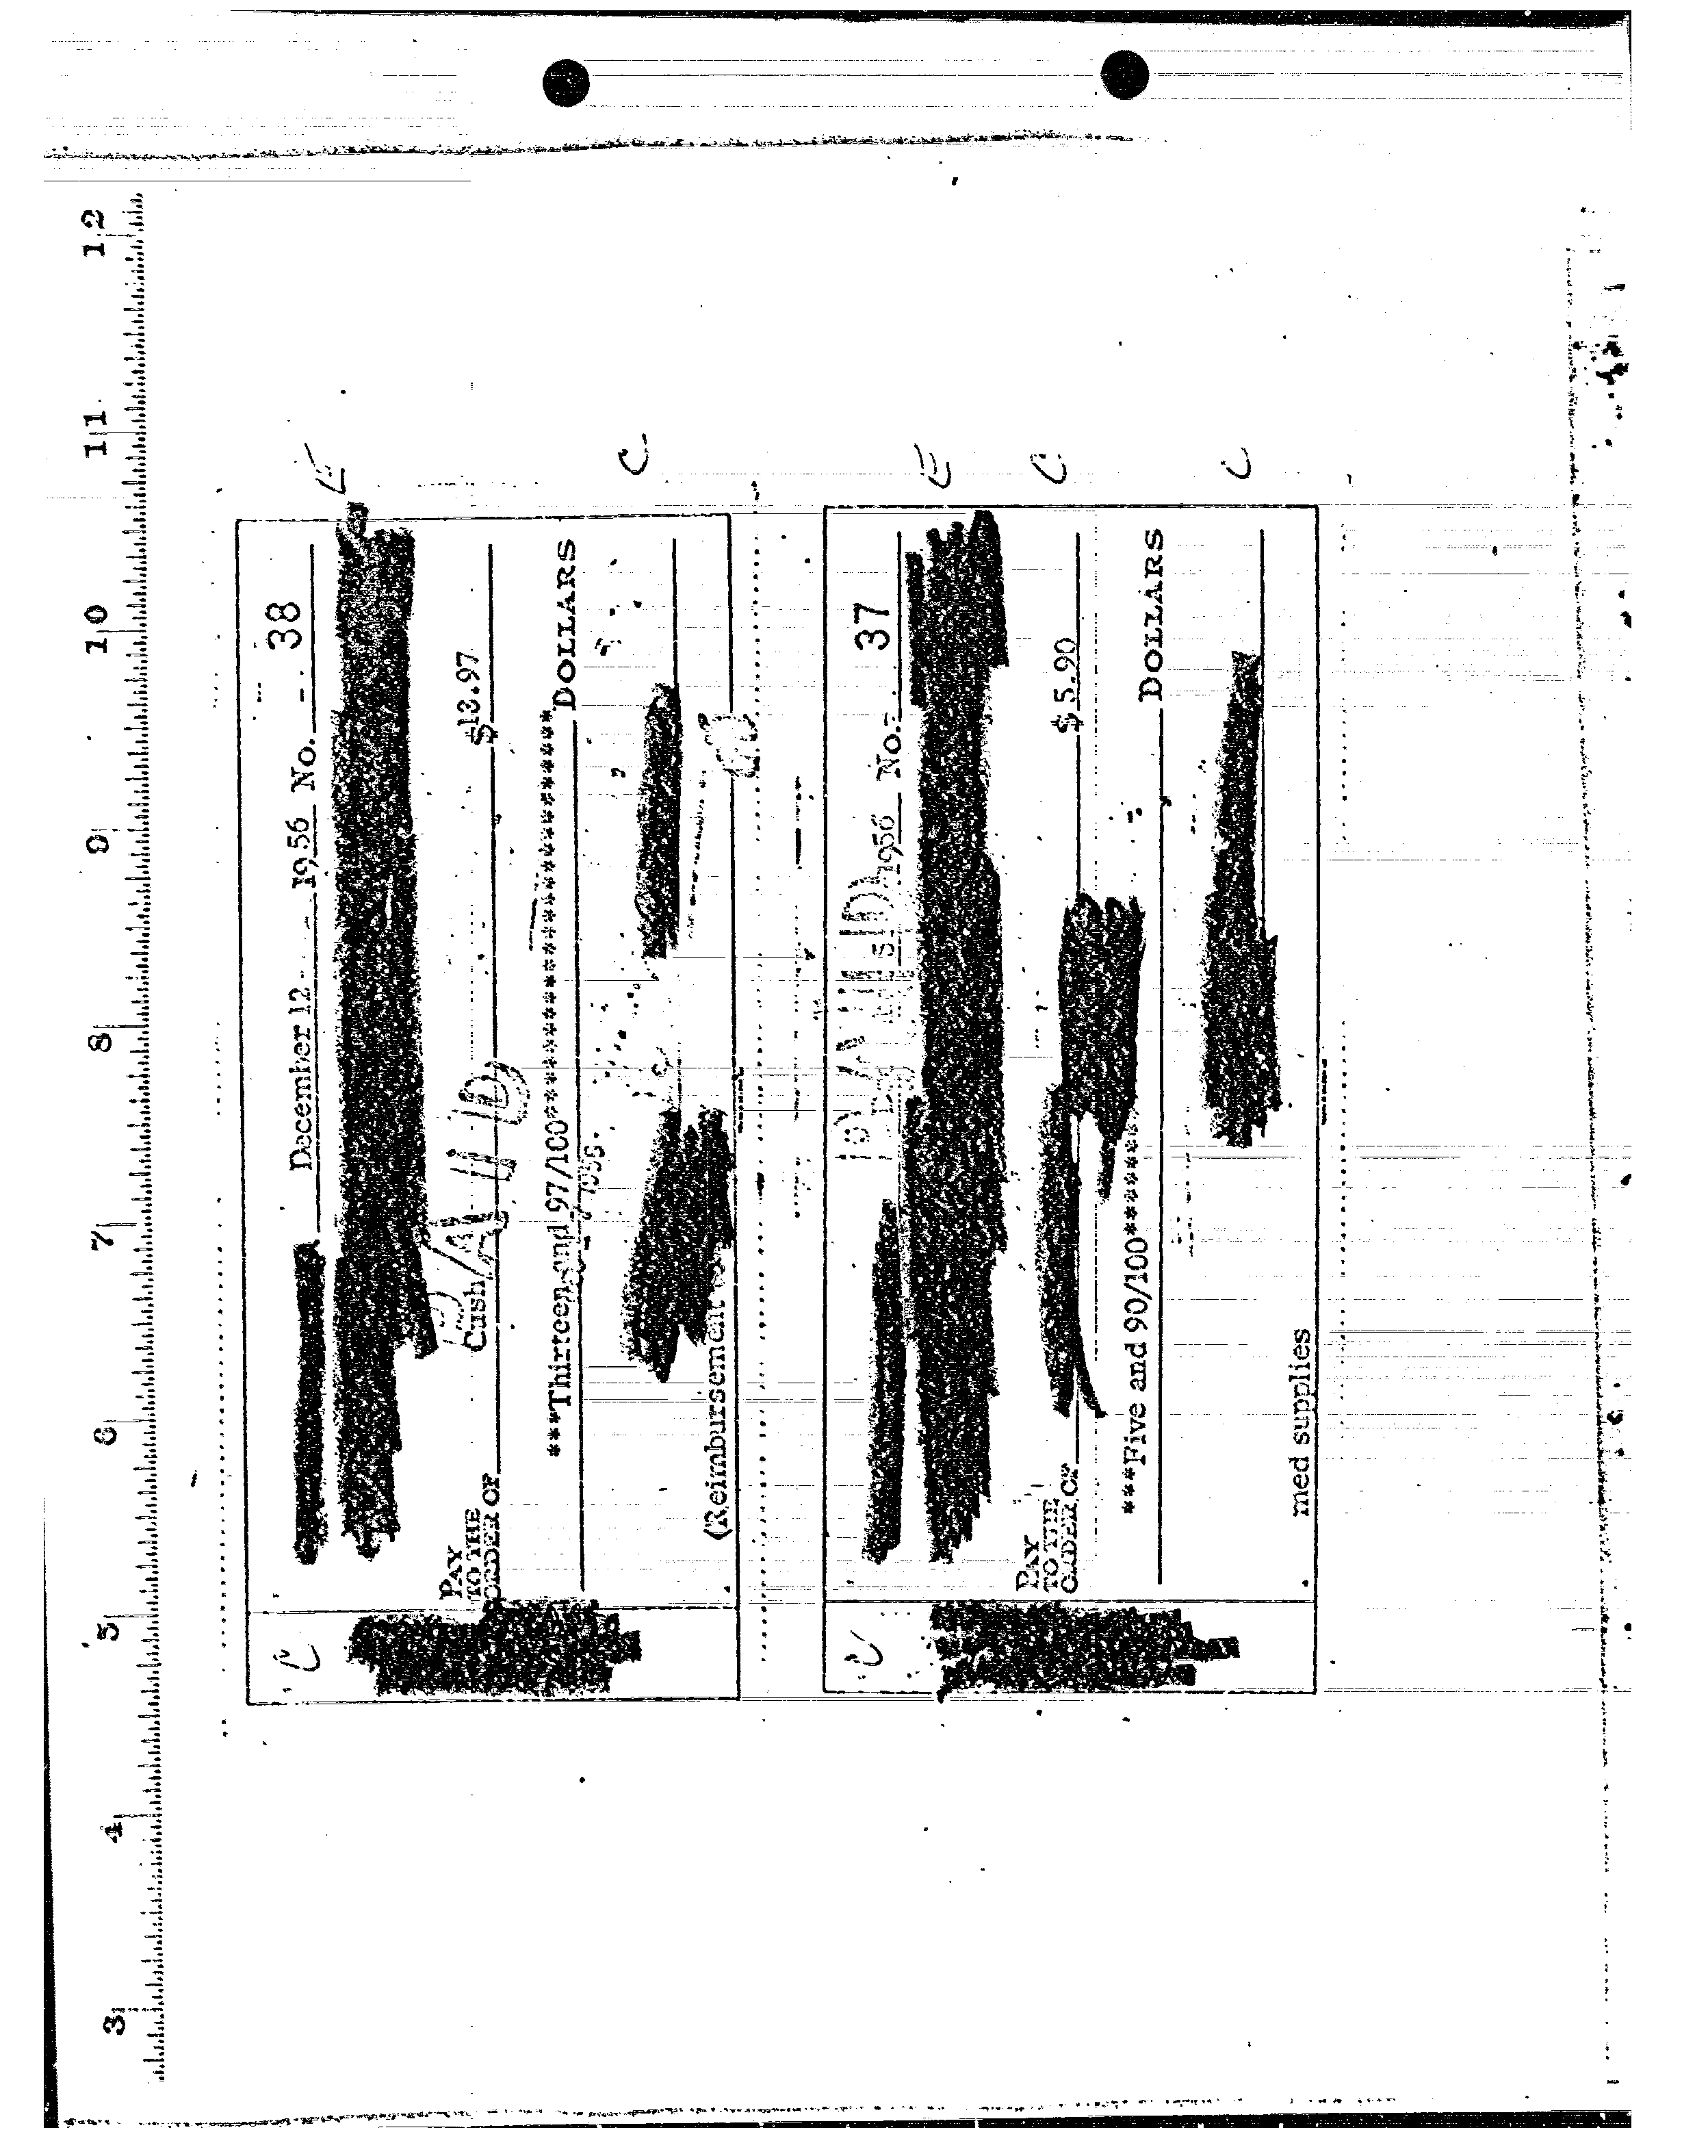 12
11
10
9
8
7
6
5
4
3
December 12 1956 No. 38
PAID
PAY
TO THE
ORDER OF Cash $13.97
***Thirteen and 97/100**************************** DOLLARS
(Reimbursement
C
E
C
PAID
1956 No. 37
PAY
TO THE
ORDER OF $5.90
***Five and 90/100********* DOLLARS
med supplies
C
E
C
C